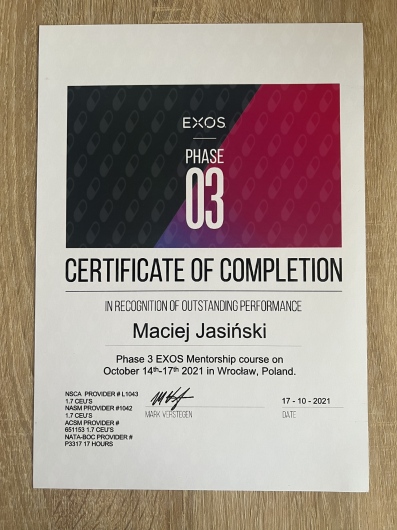 EXOS
PHASE
03
CERTIFICATE OF COMPLETION
IN RECOGNITION OF OUTSTANDING PERFORMANCE
Maciej Jasiński
Phase 3 EXOS Mentorship course on
October 14th-17th 2021 in Wrocław, Poland.
NSCA PROVIDER # L1043
1.7 CEU'S
NASM PROVIDER #1042
1.7 CEU'S
ACSM PROVIDER #
651153 1.7 CEU'S
NATA-BOC PROVIDER #
P3317 17 HOURS
MARK VERSTEGEN
17 - 10 - 2021
DATE